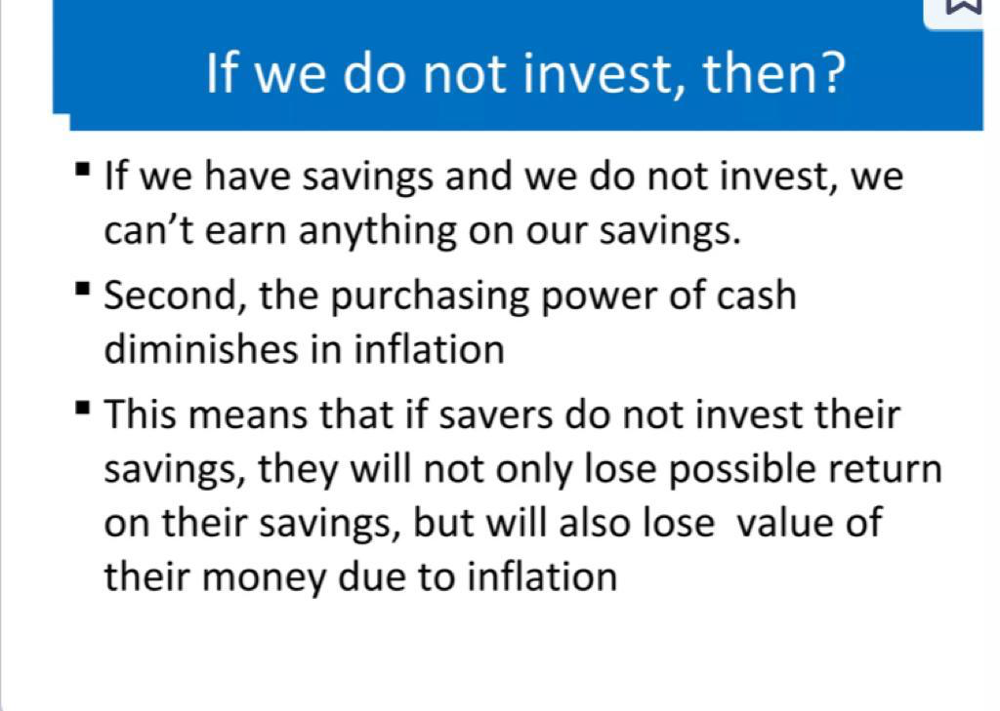 If we do not invest, then?
▪ If we have savings and we do not invest, we
can’t earn anything on our savings.
▪ Second, the purchasing power of cash
diminishes in inflation
▪ This means that if savers do not invest their
savings, they will not only lose possible return
on their savings, but will also lose  value of
their money due to inflation